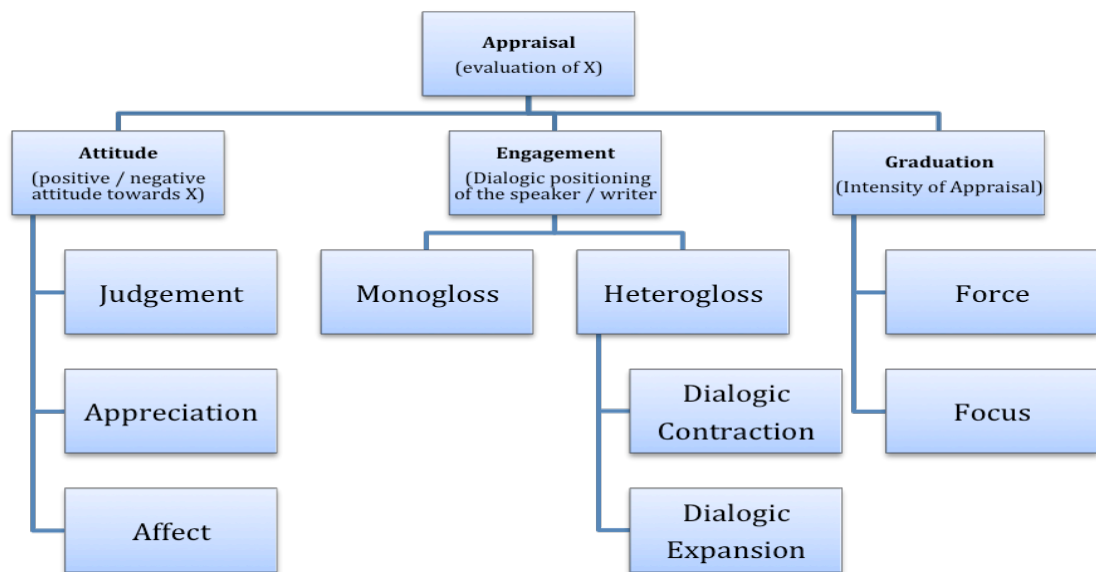 Appraisal
(evaluation of X)
Attitude
(positive / negative
attitude towards X)
Engagement
(Dialogic positioning
of the speaker / writer
Graduation
(Intensity of Appraisal)
Judgement
Monogloss
Heterogloss
Force
Appreciation
Dialogic
Contraction
Focus
Affect
Dialogic
Expansion